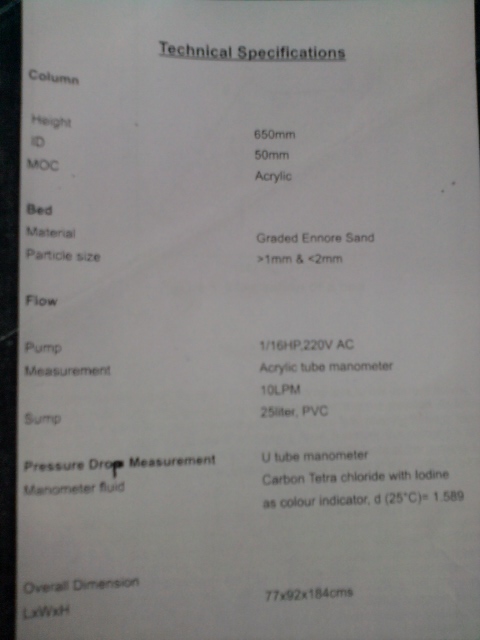 Technical Specifications
Column
Height 650mm
ID 50mm
MOC Acrylic
Bed
Material Graded Ennore Sand
Particle size >1mm & <2mm
Flow
Pump 1/16HP,220V AC
Measurement Acrylic tube manometer
10LPM
Sump 25liter, PVC
Pressure Drop Measurement U tube manometer
Manometer fluid Carbon Tetra chloride with Iodine
as colour indicator, d (25°C)= 1.589
Overall Dimension
LxWxH 77x92x184cms